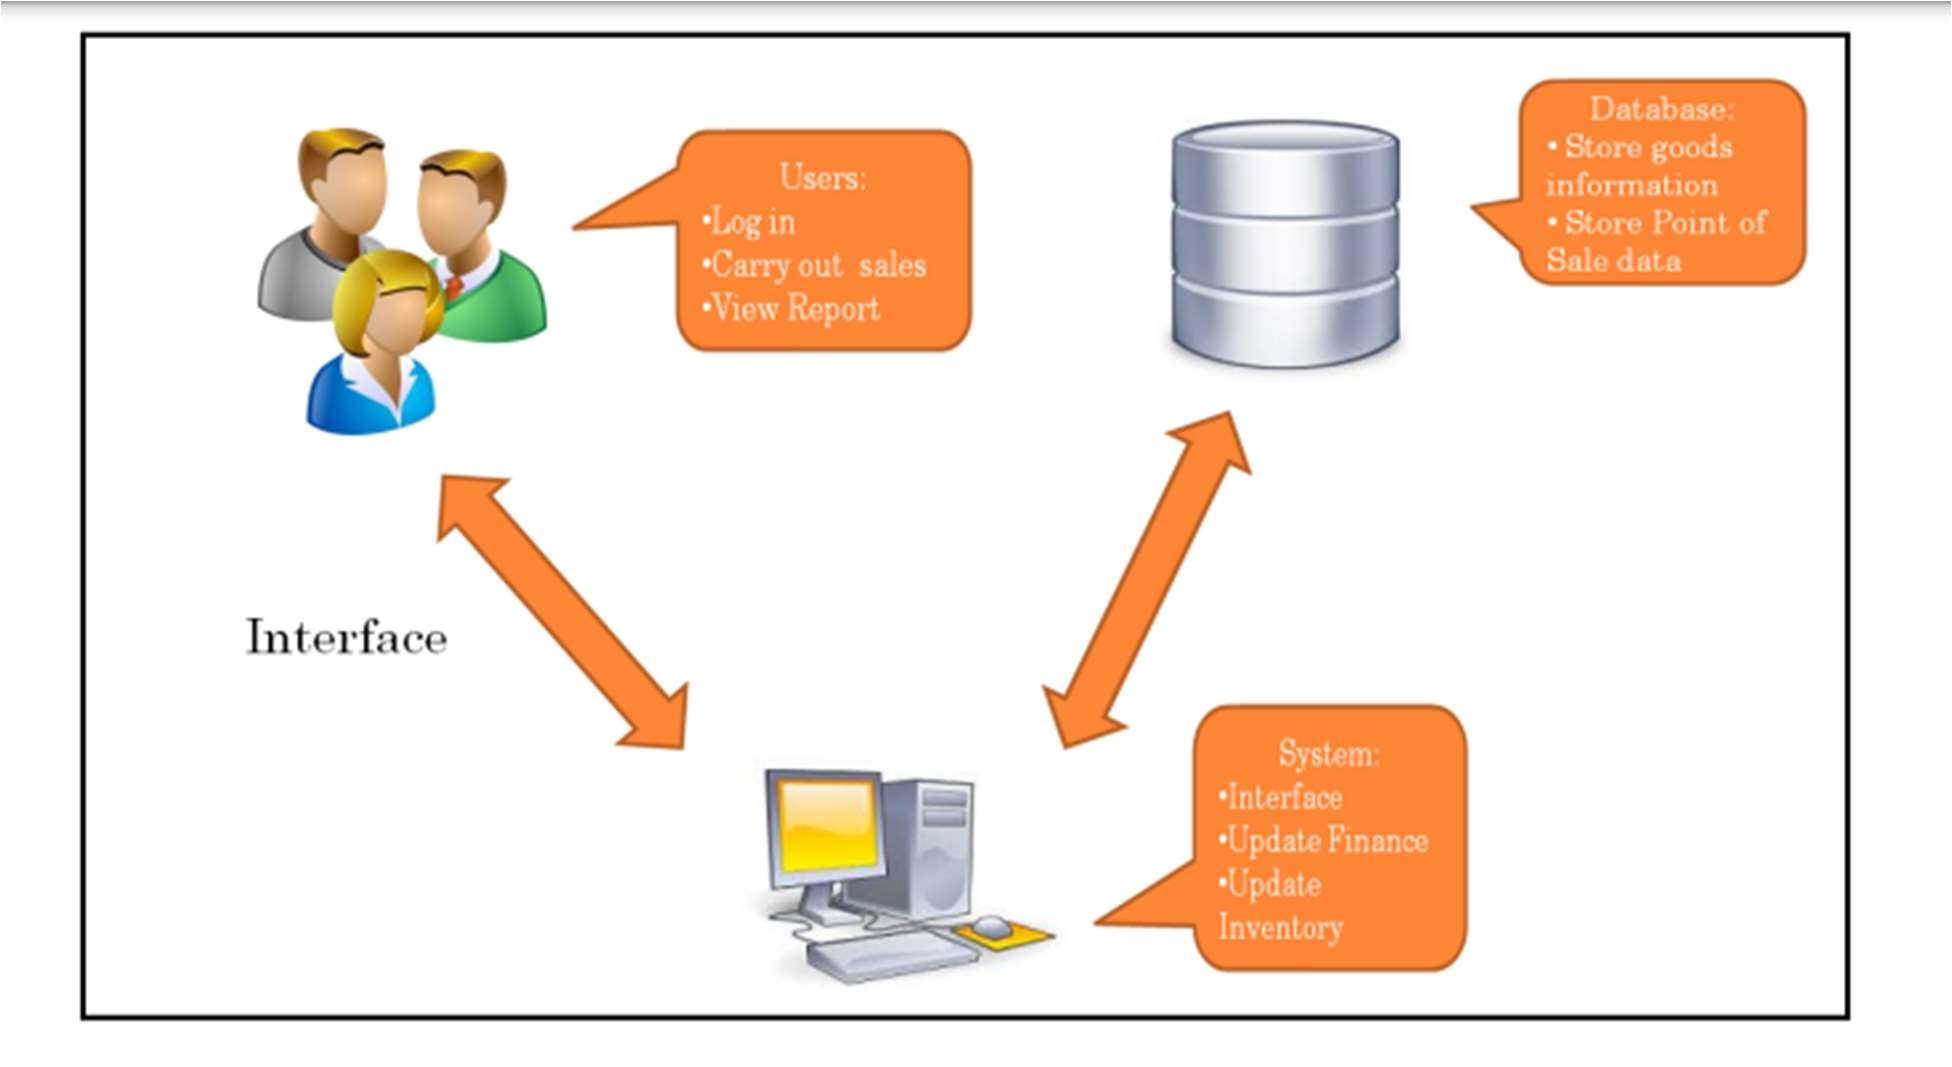 Users:
•Log in
•Carry out sales
•View Report
Database:
• Store goods
information
• Store Point of
Sale data
Interface
System:
•Interface
•Update Finance
•Update
Inventory